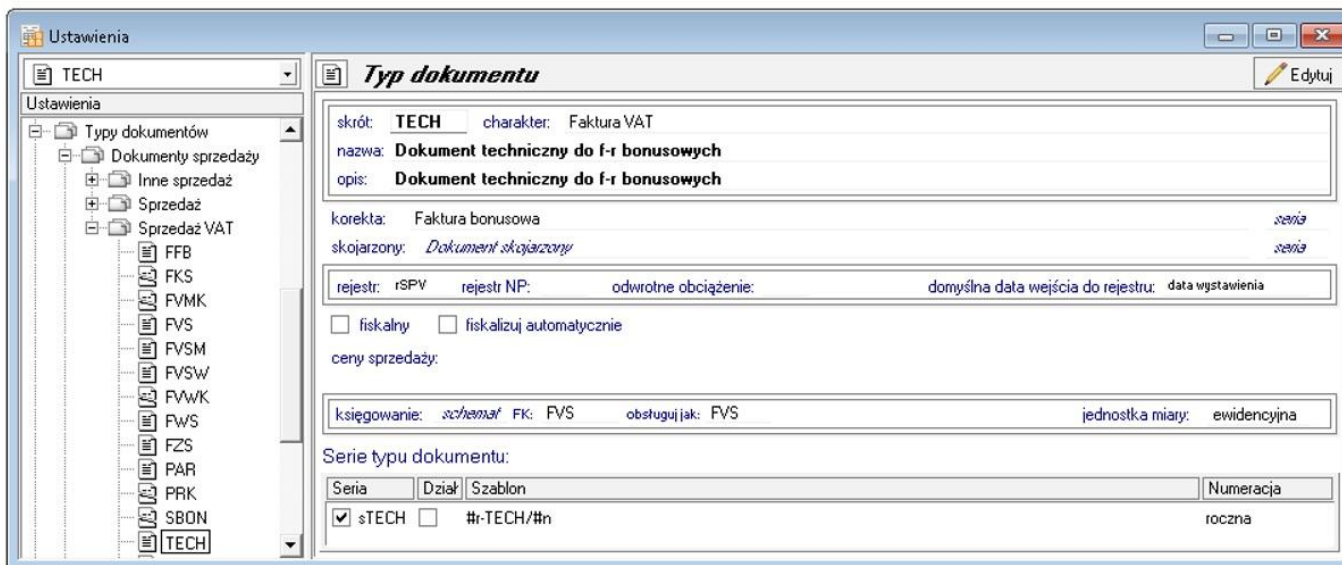 Ustawienia
TECH
Typ dokumentu
Edytuj
Ustawienia
Typy dokumentów
Dokumenty sprzedaży
Inne sprzedaż
Sprzedaż
Sprzedaż VAT
FFB
FKS
FVMK
FVS
FVSM
FVSW
FVWK
FWS
FZS
PAR
PRK
SBON
TECH
skrót: TECH charakter: Faktura VAT
nazwa: Dokument techniczny do f-r bonusowych
opis: Dokument techniczny do f-r bonusowych
korekta: Faktura bonusowa seria
skojarzony: Dokument skojarzony seria
rejestr: rSPV rejestr NP: odwrotne obciążenie: domyślna data wejścia do rejestru: data wystawienia
fiskalny fiskalizuj automatycznie
ceny sprzedaży:
księgowanie: schemat FK: FVS obsługuj jak: FVS jednostka miary: ewidencyjna
Serie typu dokumentu:
Seria Dział Szablon Numeracja
sTECH #r-TECH/#n roczna